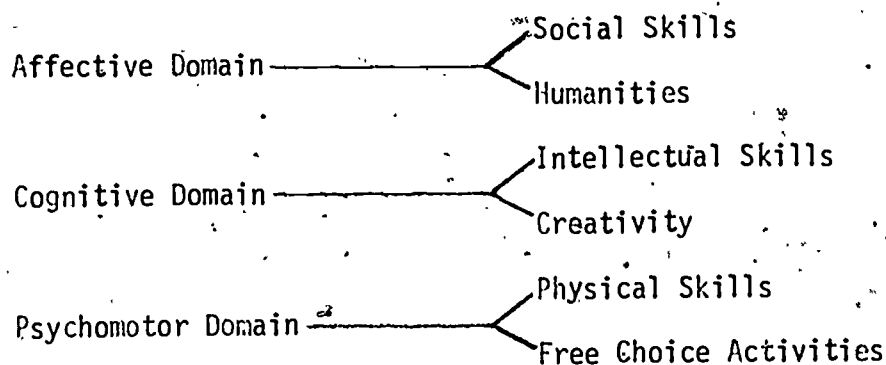 Social Skills
Affective Domain
Humanities
Intellectual Skills
Cognitive Domain
Creativity
Physical Skills
Psychomotor Domain
Free Choice Activities